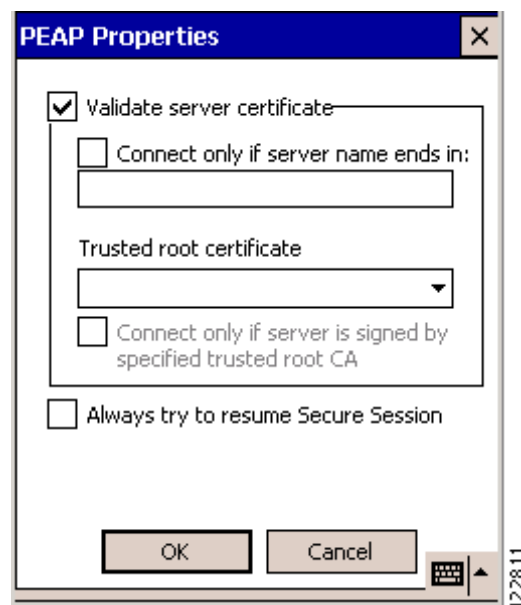 PEAP Properties
Validate server certificate
Connect only if server name ends in:
Trusted root certificate
Connect only if server is signed by
specified trusted root CA
Always try to resume Secure Session
OK
Cancel
122811